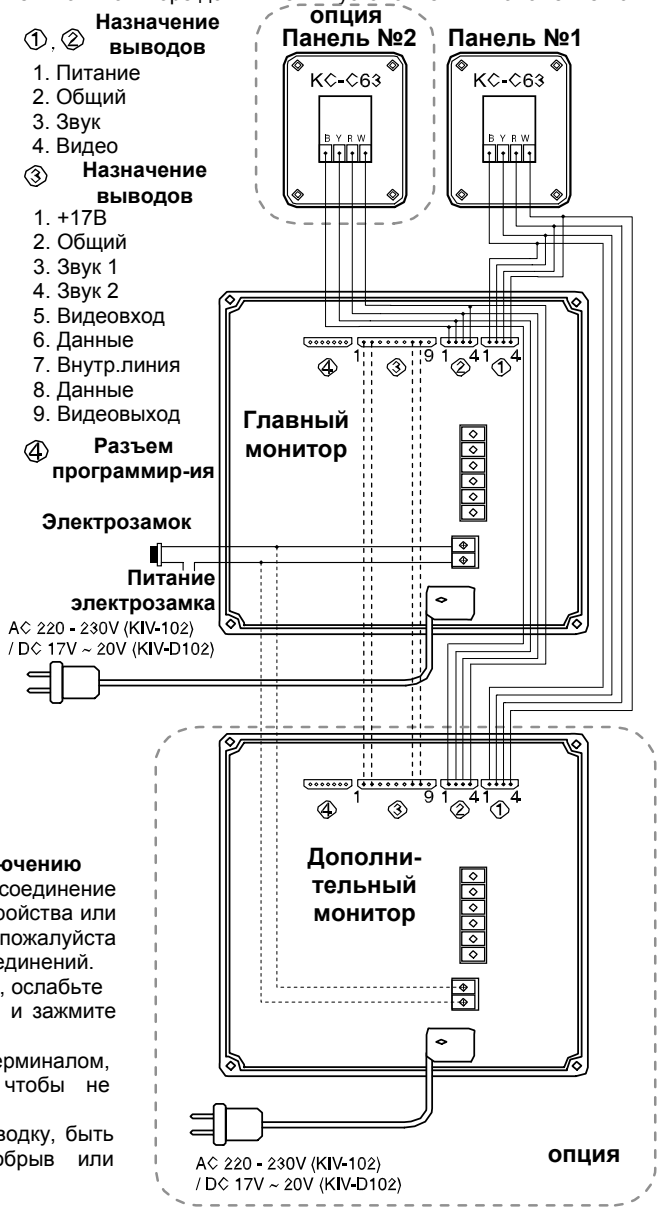 опция
①, ② Назначение
выводов
1. Питание
2. Общий
3. Звук
4. Видео
③ Назначение
выводов
1. +17В
2. Общий
3. Звук 1
4. Звук 2
5. Видеовход
6. Данные
7. Внутр.линия
8. Данные
9. Видеовыход
④ Разъем
программир-ия
Панель №2
Панель №1
KC-C63
KC-C63
B Y R W
B Y R W
1 9 1 4 1 4
④ ③ ② ①
Главный
монитор
Электрозамок
Питание
электрозамка
AC 220 - 230V (KIV-102)
/ DC 17V ~ 20V (KIV-D102)
1 9 1 4 1 4
④ ③ ② ①
Дополни-
тельный
монитор
AC 220 - 230V (KIV-102)
/ DC 17V ~ 20V (KIV-D102)
опция
ючению
соединение
ройства или
пожалуйста
единений.
, ослабьте
и зажмите
ерминалом,
чтобы не
водку, быть
обрыв или